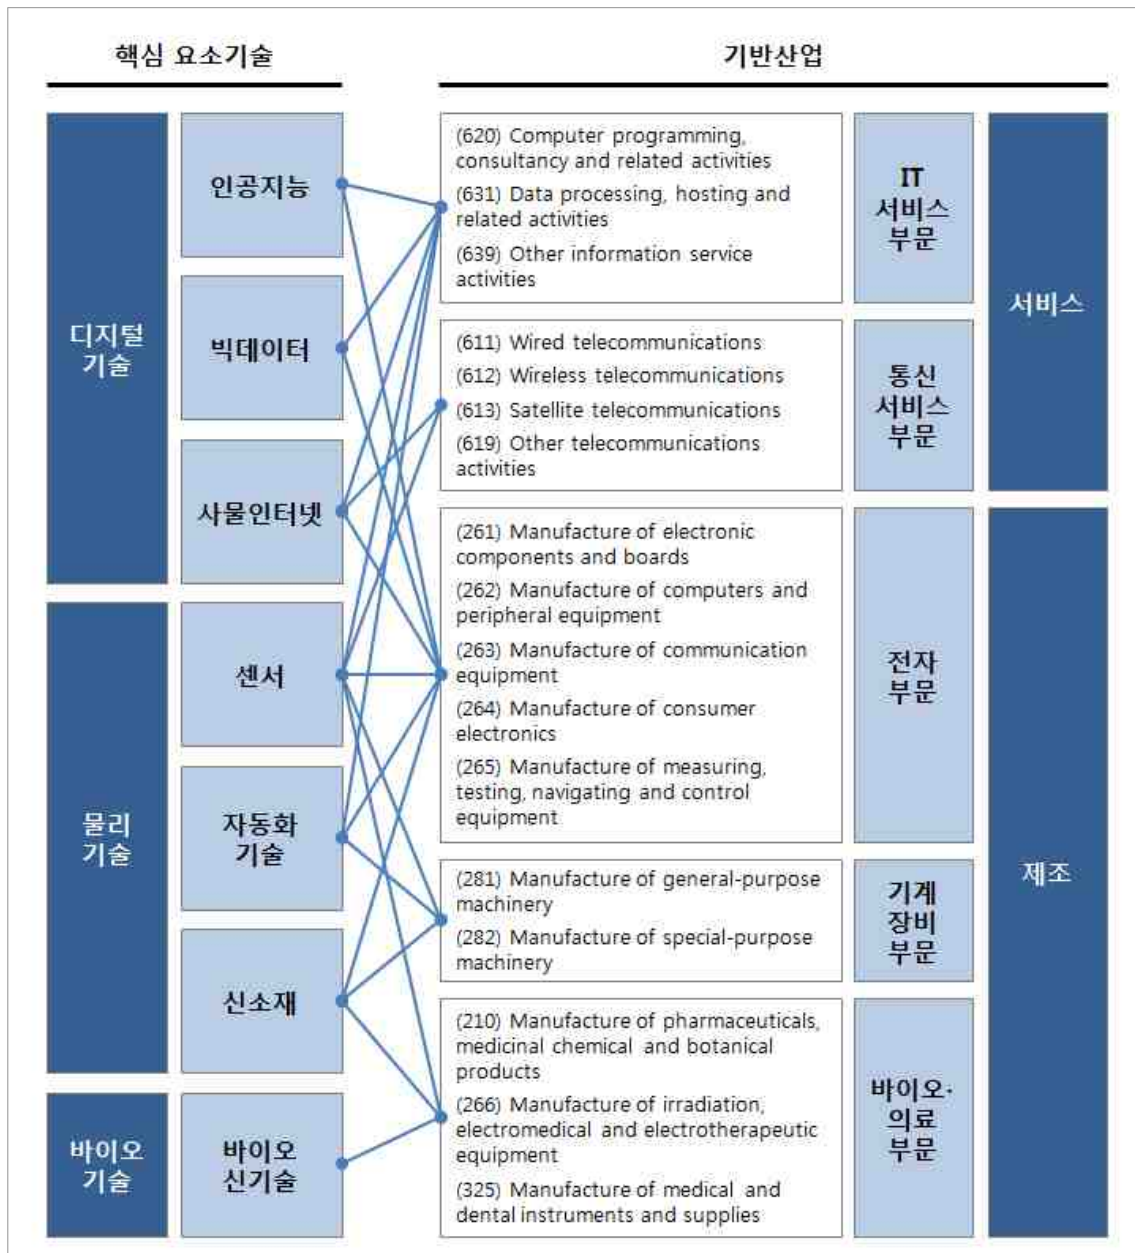 핵심 요소기술
기반산업
디지털
기술
인공지능
빅데이터
사물인터넷
물리
기술
센서
자동화
기술
신소재
바이오
기술
바이오
신기술
(620) Computer programming,
consultancy and related activities
(631) Data processing, hosting and
related activities
(639) Other information service
activities
IT
서비스
부문
(611) Wired telecommunications
(612) Wireless telecommunications
(613) Satellite telecommunications
(619) Other telecommunications
activities
통신
서비스
부문
서비스
(261) Manufacture of electronic
components and boards
(262) Manufacture of computers and
peripheral equipment
(263) Manufacture of communication
equipment
(264) Manufacture of consumer
electronics
(265) Manufacture of measuring,
testing, navigating and control
equipment
전자
부문
(281) Manufacture of general-purpose
machinery
(282) Manufacture of special-purpose
machinery
기계
장비
부문
(210) Manufacture of pharmaceuticals,
medicinal chemical and botanical
products
(266) Manufacture of irradiation,
electromedical and electrotherapeutic
equipment
(325) Manufacture of medical and
dental instruments and supplies
바이오·
의료
부문
제조